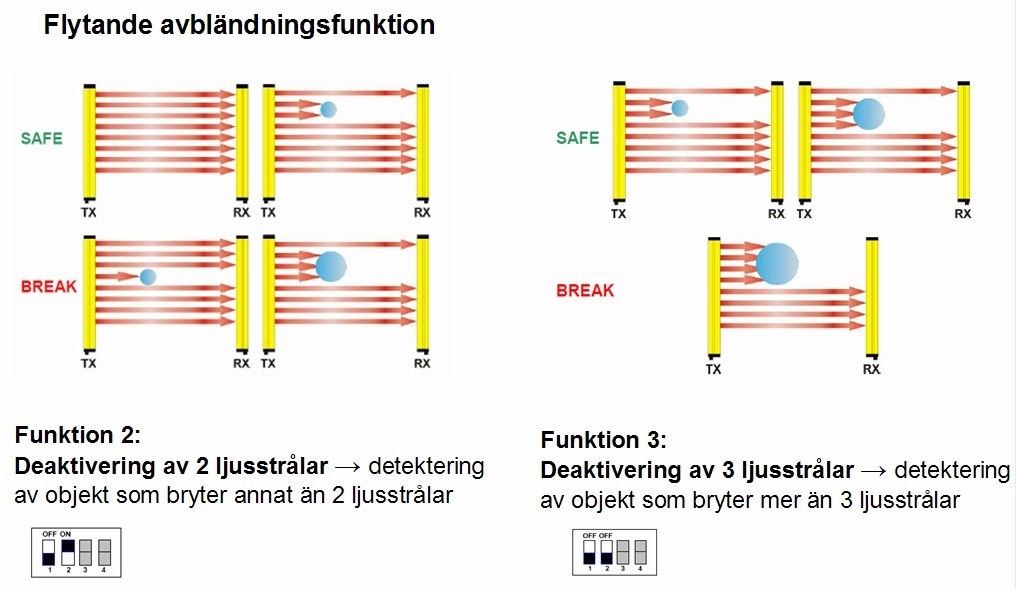 Flytande avbländningsfunktion
SAFE
TX RX TX RX
BREAK
TX RX TX RX
Funktion 2:
Deaktivering av 2 ljusstrålar → detektering
av objekt som bryter annat än 2 ljusstrålar
OFF ON
1 2 3 4
SAFE
TX RX TX RX
BREAK
TX RX
Funktion 3:
Deaktivering av 3 ljusstrålar → detektering
av objekt som bryter mer än 3 ljusstrålar
OFF OFF
1 2 3 4